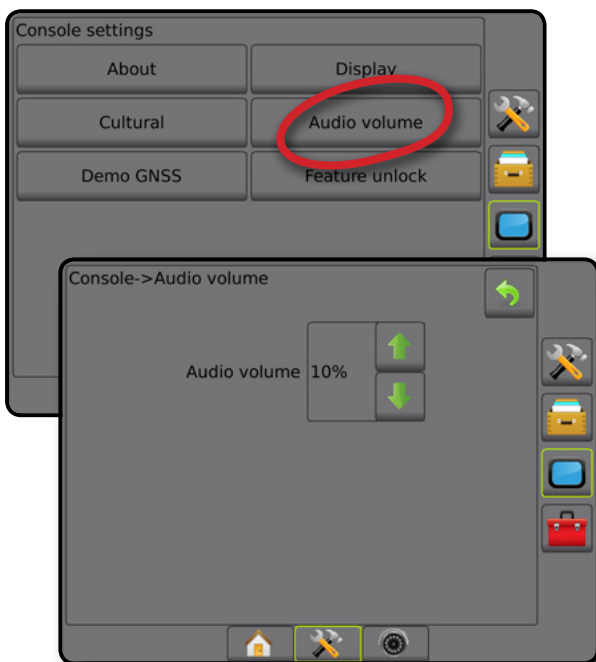 Console settings
About Display
Cultural Audio volume
Demo GNSS Feature unlock
Console->Audio volume
Audio volume 10%